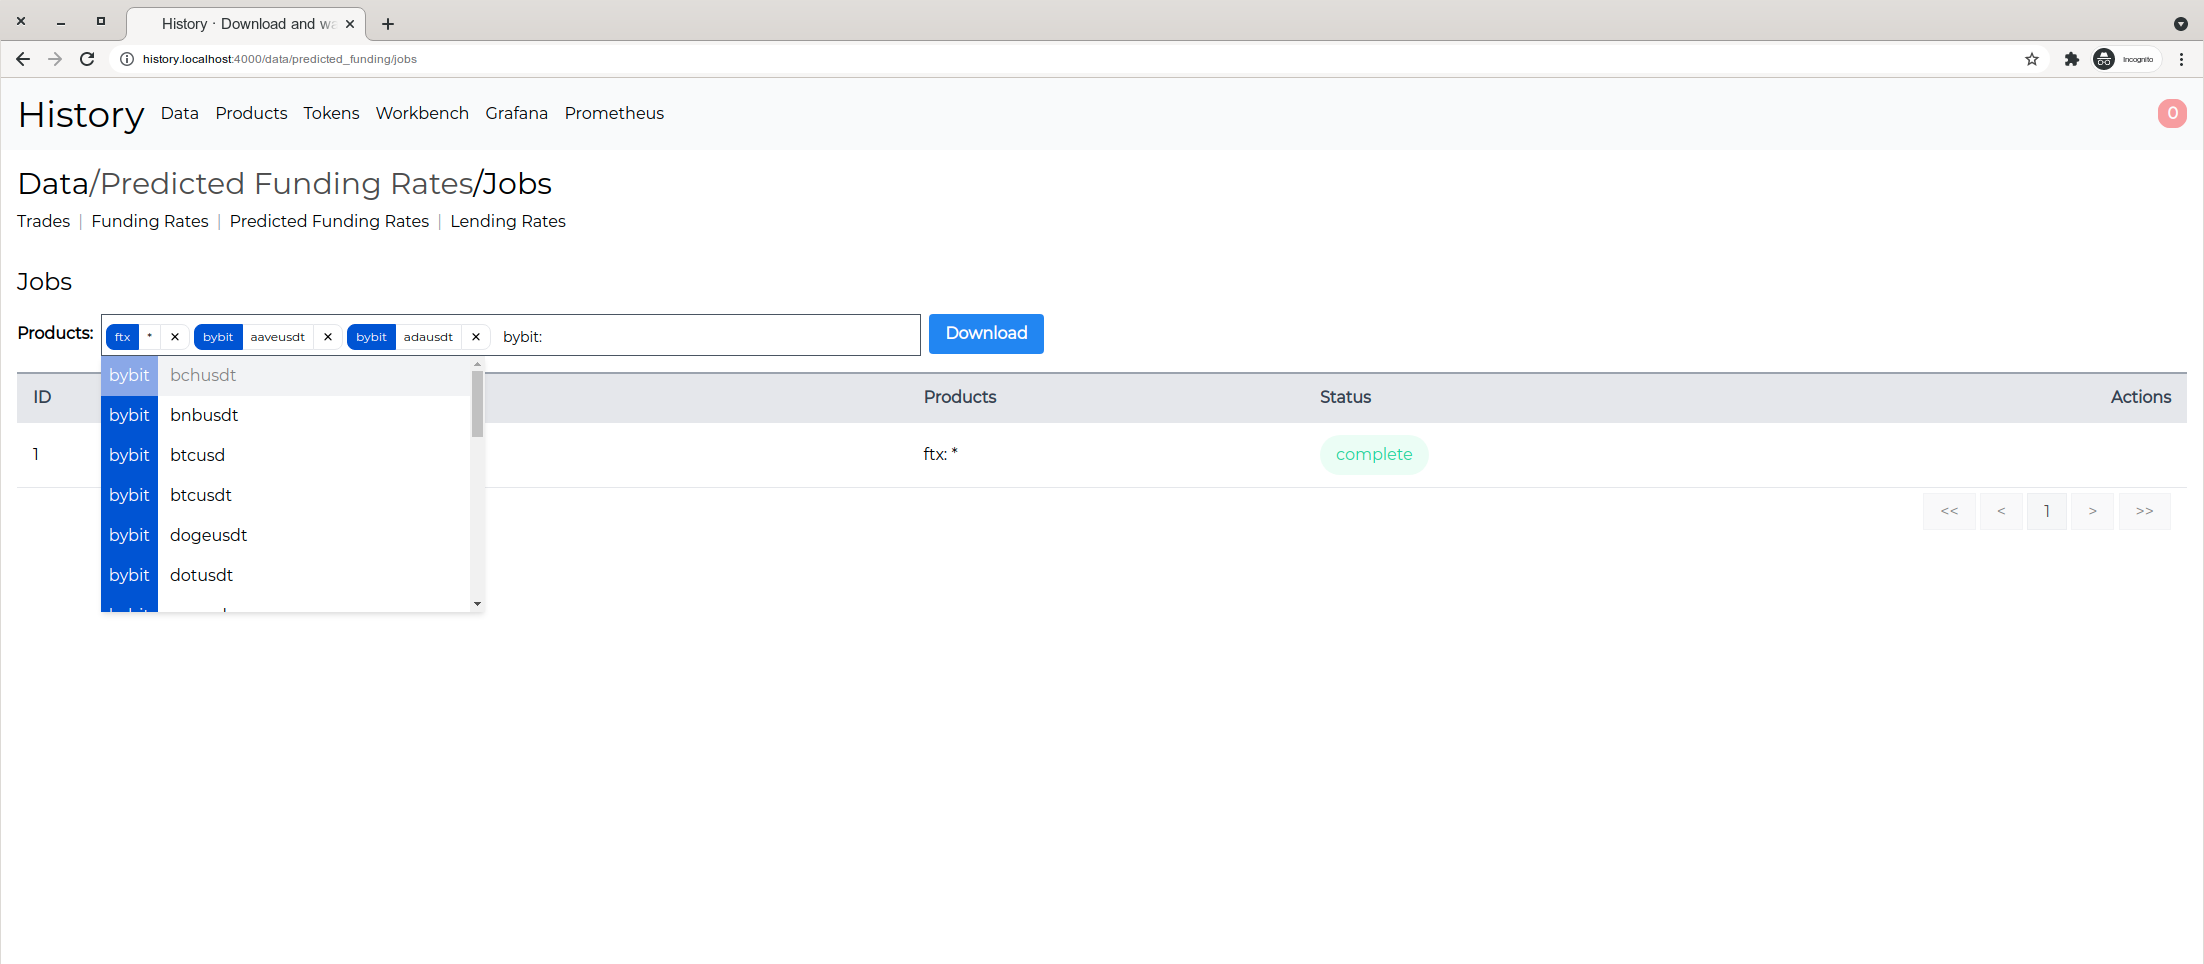 History · Download and wa
history.localhost:4000/data/predicted_funding/jobs
Incognito
History Data Products Tokens Workbench Grafana Prometheus 0
Data/Predicted Funding Rates/Jobs
Trades | Funding Rates | Predicted Funding Rates | Lending Rates
Jobs
Products: ftx * × bybit aaveusdt × bybit adausdt × bybit: Download
bybit bchusdt
ID Products Status Actions
bybit bnbusdt
1 bybit btcusd ftx: * complete
bybit btcusdt
<< < 1 > >>
bybit dogeusdt
bybit dotusdt